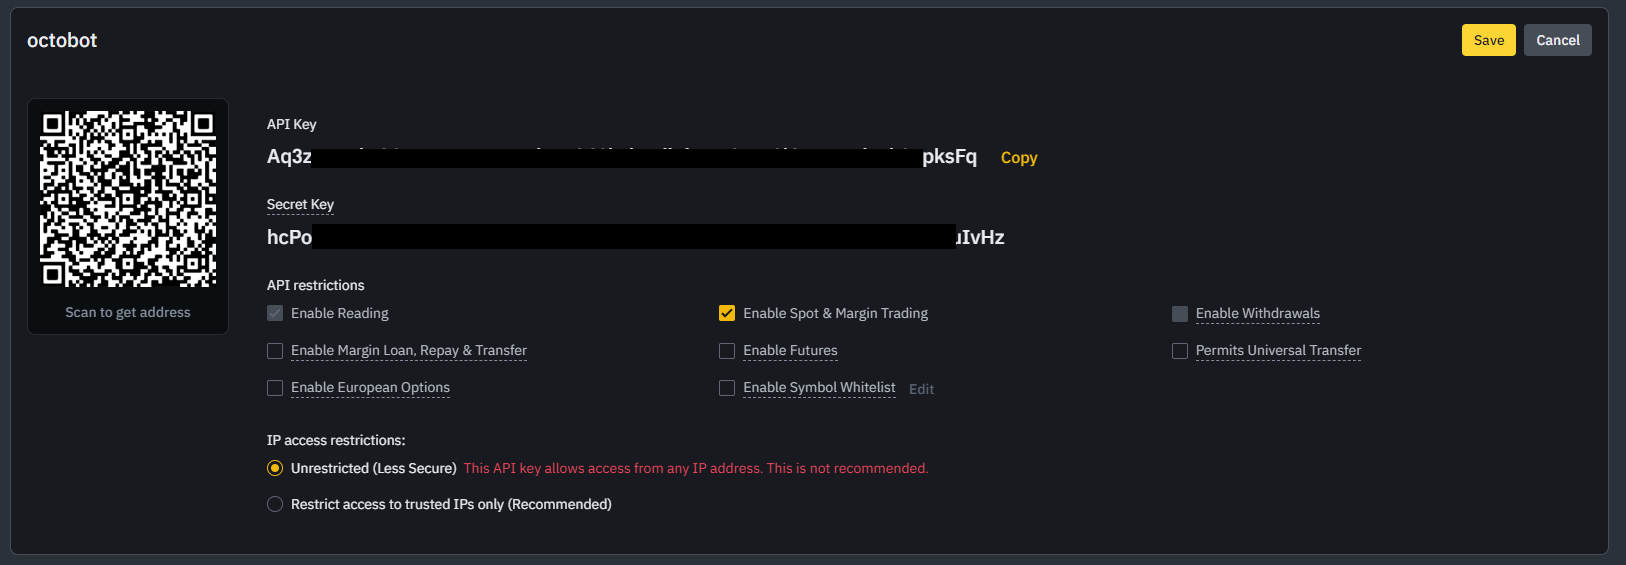 octobot
Save Cancel
API Key
Aq3z pksFq Copy
Secret Key
hcPo uIvHz
Scan to get address
API restrictions
Enable Reading Enable Spot & Margin Trading Enable Withdrawals
Enable Margin Loan, Repay & Transfer Enable Futures Permits Universal Transfer
Enable European Options Enable Symbol Whitelist Edit
IP access restrictions:
Unrestricted (Less Secure) This API key allows access from any IP address. This is not recommended.
Restrict access to trusted IPs only (Recommended)